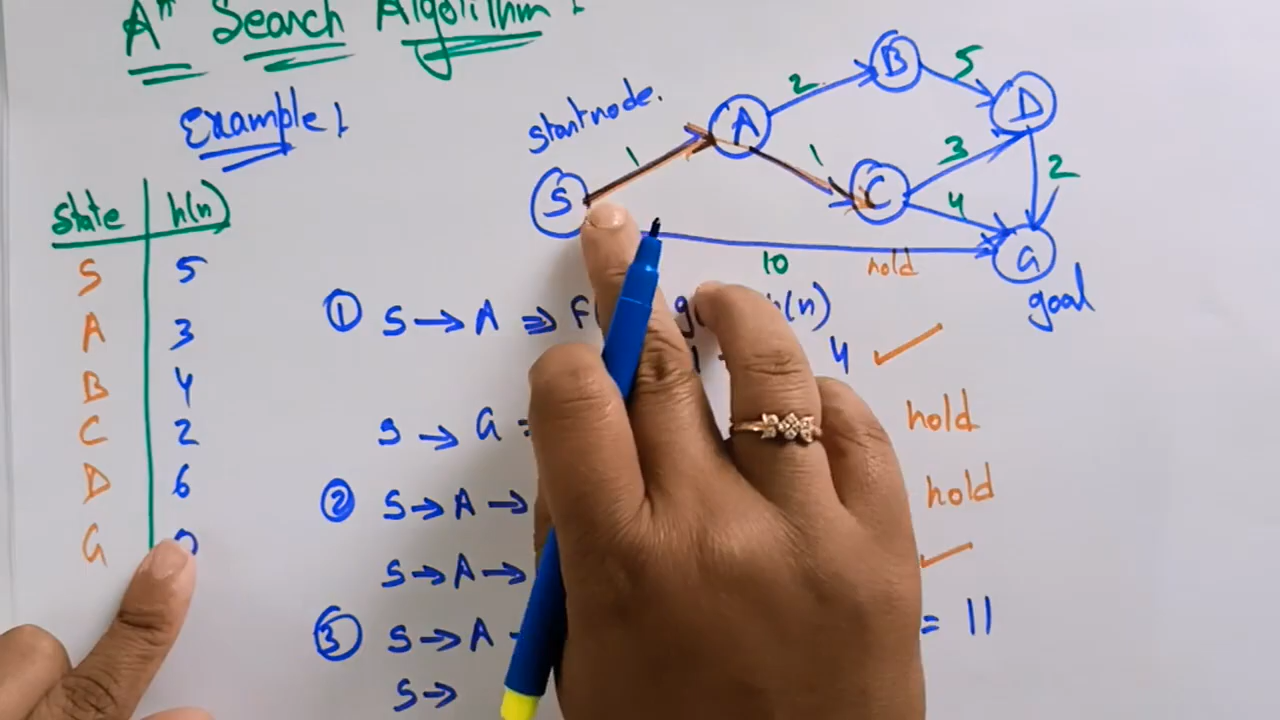 A* Search Algorithm!
Example!
State h(n)
S 5
A 3
B 4
C 2
D 6
G 0
start node.
S
1
A
2
B
5
D
1
C
3
4
2
10
hold
G
goal
① S → A ⇒ h(n)
1 4 ✓
S → G = hold
② S → A → hold
S → A → ✓
③ S → A - = 11
S →